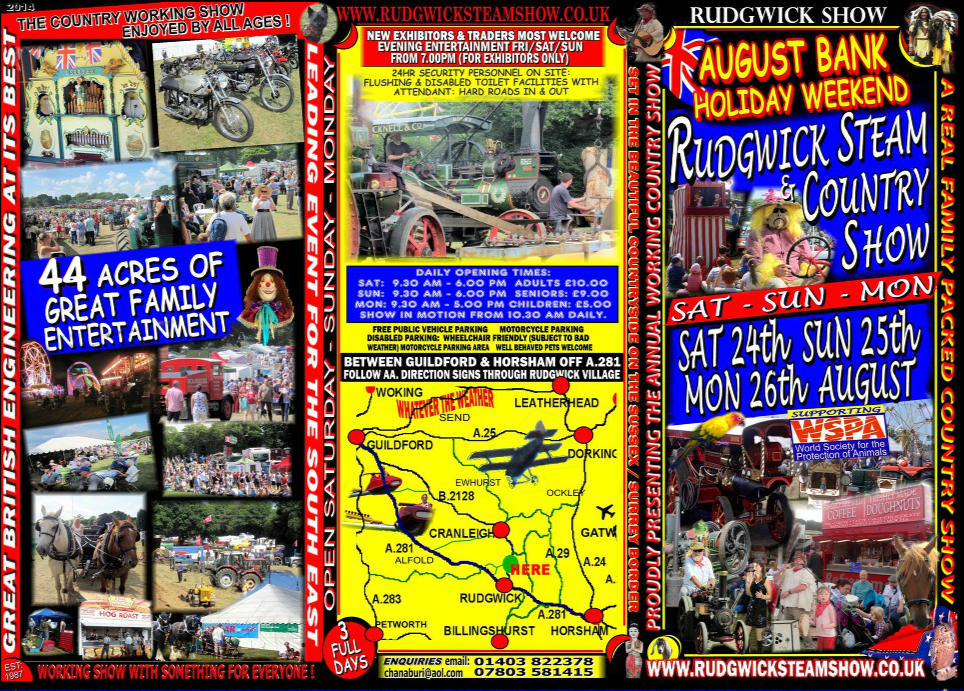 2014
THE COUNTRY WORKING SHOW
ENJOYED BY ALL AGES !
GREAT BRITISH ENGINEERING AT ITS BEST
44 ACRES OF
GREAT FAMILY
ENTERTAINMENT
HOG ROAST
EST.
1987
WORKING SHOW WITH SOMETHING FOR EVERYONE !
LEADING EVENT FOR THE SOUTH EAST
OPEN SATURDAY - SUNDAY - MONDAY
WWW.RUDGWICKSTEAMSHOW.CO.UK
NEW EXHIBITORS & TRADERS MOST WELCOME
EVENING ENTERTAINMENT FRI/SAT/SUN
FROM 7.00PM (FOR EXHIBITORS ONLY)
24HR SECURITY PERSONNEL ON SITE:
FLUSHING & DISABLED TOILET FACILITIES WITH
ATTENDANT: HARD ROADS IN & OUT
CKNELL & CO
DAILY OPENING TIMES:
SAT: 9.30 AM - 6.00 PM ADULTS £10.00
SUN: 9.30 AM - 6.00 PM SENIORS: £9.00
MON: 9.30 AM - 5.00 PM CHILDREN: £5.00
SHOW IN MOTION FROM 10.30 AM DAILY.
FREE PUBLIC VEHICLE PARKING MOTORCYCLE PARKING
DISABLED PARKING: WHEELCHAIR FRIENDLY (SUBJECT TO BAD
WEATHER) MOTORCYCLE PARKING AREA WELL BEHAVED PETS WELCOME
BETWEEN GUILDFORD & HORSHAM OFF A.281
FOLLOW AA. DIRECTION SIGNS THROUGH RUDGWICK VILLAGE
WOKING
WHATEVER THE WEATHER
LEATHERHEAD
SEND
A.25
GUILDFORD
DORKING
EWHURST
OCKLEY
B.2128
CRANLEIGH
GATW
A.281
ALFOLD
A.29
A.24
HERE
A.
A.283
RUDGWICK
A.281
PETWORTH
BILLINGSHURST
HORSHAM
3
FULL
DAYS
ENQUIRIES email: 01403 822378
chanaburi@aol.com 07803 581415
SET IN THE BEAUTIFUL COUNTRYSIDE ON THE SUSSEX / SURREY BORDER
PROUDLY PRESENTING THE ANNUAL WORKING COUNTRY SHOW
RUDGWICK SHOW
AUGUST BANK
HOLIDAY WEEKEND
RUDGWICK STEAM
& COUNTRY
SHOW
SAT - SUN - MON
SAT 24th SUN 25th
MON 26th AUGUST
SUPPORTING
WSPA
World Society for the
Protection of Animals
COFFEE DOUGHNUTS
A REAL FAMILY PACKED COUNTRY SHOW
WWW.RUDGWICKSTEAMSHOW.CO.UK